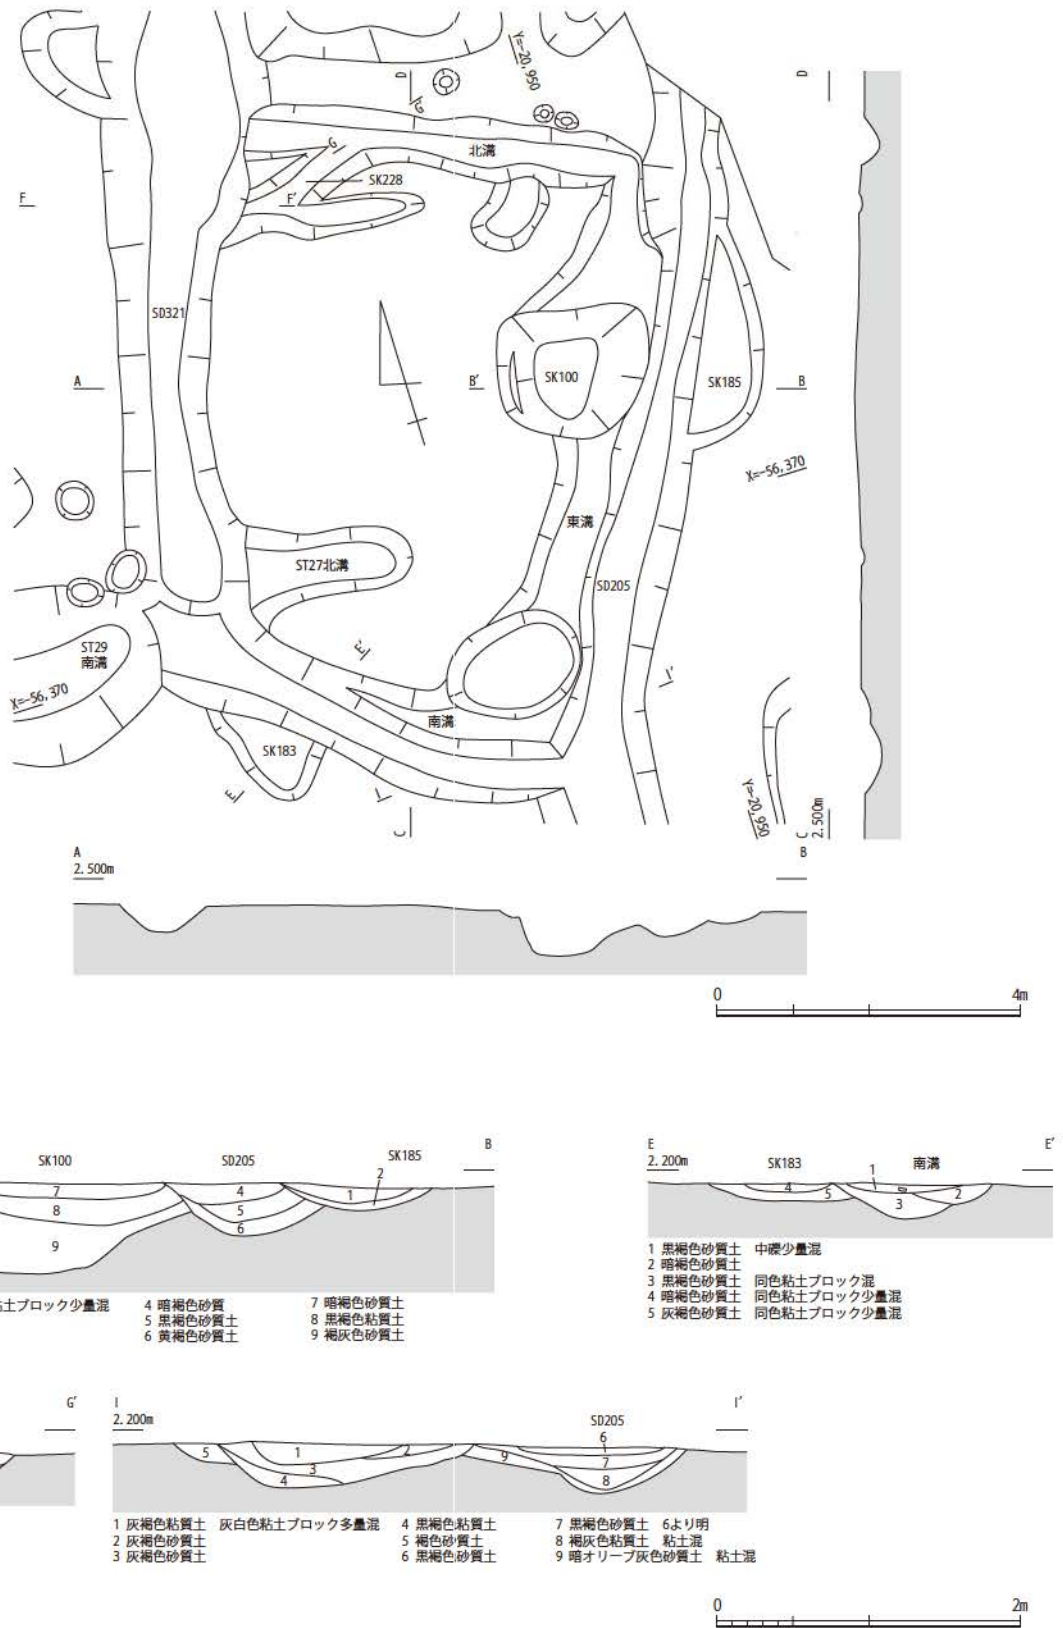 Y=-20,950
D
D
G'
G
北溝
SK228
F'
F
SD321
A
B'
SK100
SK185
B
X=-56,370
東溝
ST27北溝
SD205
E'
I'
ST29
南溝
X=-56,370
南溝
SK183
E
I
C
Y=-20,950
C
2.500m
A
2.500m
B
0
4m
SK100
SD205
SK185
B
2
7
4
1
8
5
6
9
粘土ブロック少量混
4 暗褐色砂質
5 黒褐色砂質土
6 黄褐色砂質土
7 暗褐色砂質土
8 黒褐色粘質土
9 褐灰色砂質土
E
2.200m
SK183
1
南溝
E'
4
5
3
2
1 黒褐色砂質土 中礫少量混
2 暗褐色砂質土
3 黒褐色砂質土 同色粘土ブロック混
4 暗褐色砂質土 同色粘土ブロック少量混
5 灰褐色砂質土 同色粘土ブロック少量混
G'
I
2.200m
SD205
I'
6
5
1
2
9
3
7
4
8
1 灰褐色粘質土 灰白色粘土ブロック多量混
2 灰褐色砂質土
3 灰褐色砂質土
4 黒褐色粘質土
5 褐色砂質土
6 黒褐色砂質土
7 黒褐色砂質土 6より明
8 褐灰色粘質土 粘土混
9 暗オリーブ灰色砂質土 粘土混
0
2m